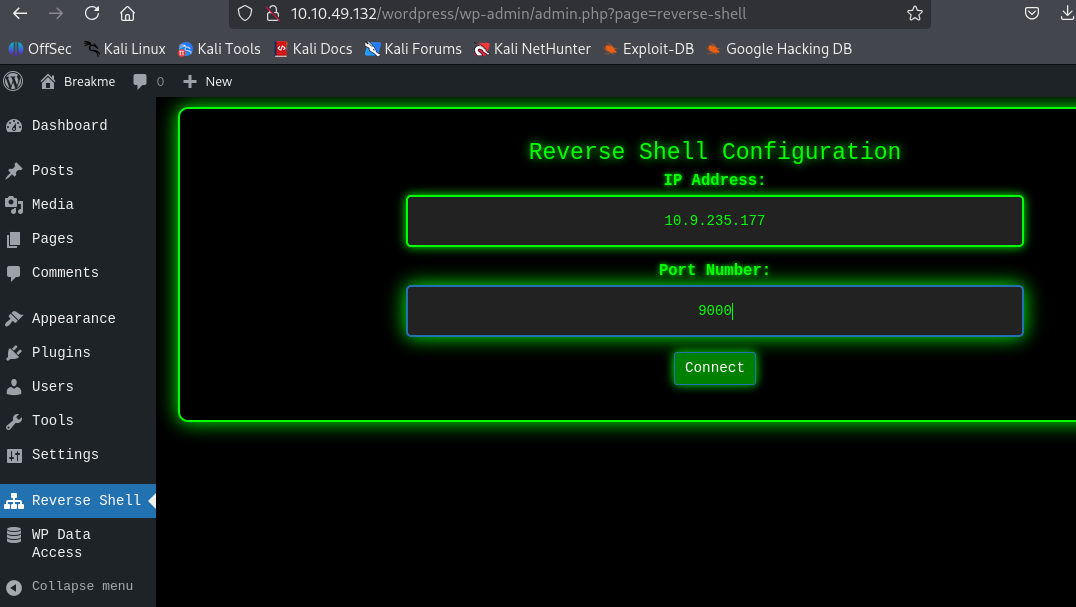 10.10.49.132/wordpress/wp-admin/admin.php?page=reverse-shell
OffSec Kali Linux Kali Tools Kali Docs Kali Forums Kali NetHunter Exploit-DB Google Hacking DB
Breakme 0 New
Dashboard
Posts
Media
Pages
Comments
Appearance
Plugins
Users
Tools
Settings
Reverse Shell
WP Data
Access
Collapse menu
Reverse Shell Configuration
IP Address:
10.9.235.177
Port Number:
9000
Connect